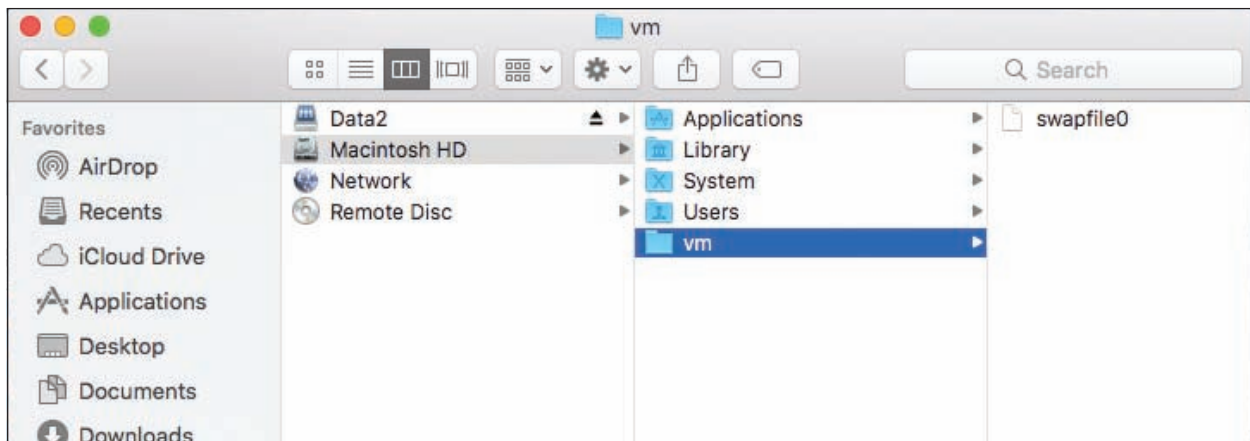 vm
Search
Favorites
AirDrop
Recents
iCloud Drive
Applications
Desktop
Documents
Downloads
Data2
Macintosh HD
Network
Remote Disc
Applications
Library
System
Users
vm
swapfile0